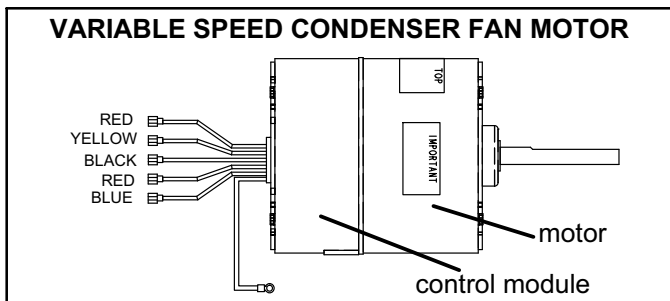 VARIABLE SPEED CONDENSER FAN MOTOR
TOP
RED
YELLOW
BLACK
RED
BLUE
IMPORTANT
motor
control module